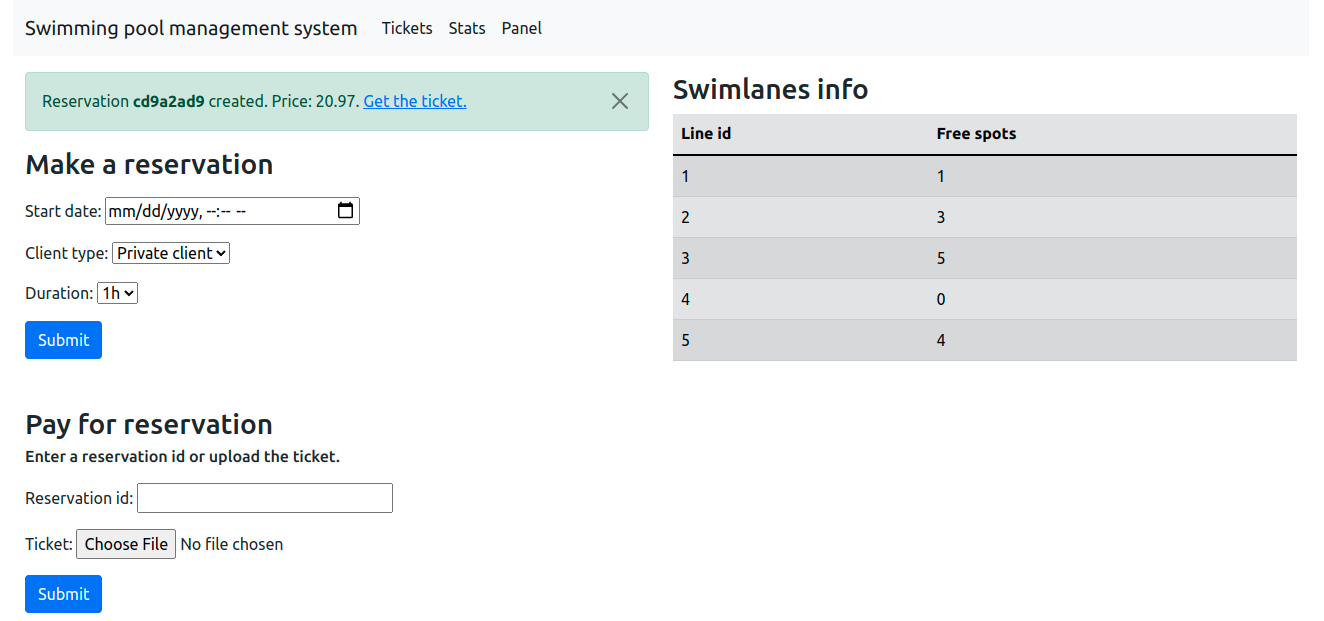 Swimming pool management system Tickets Stats Panel
Reservation cd9a2ad9 created. Price: 20.97. Get the ticket.
Make a reservation
Start date: mm/dd/yyyy, --:-- --
Client type: Private client
Duration: 1h
Submit
Pay for reservation
Enter a reservation id or upload the ticket.
Reservation id:
Ticket: Choose File No file chosen
Submit
Swimlanes info
Line id Free spots
1 1
2 3
3 5
4 0
5 4